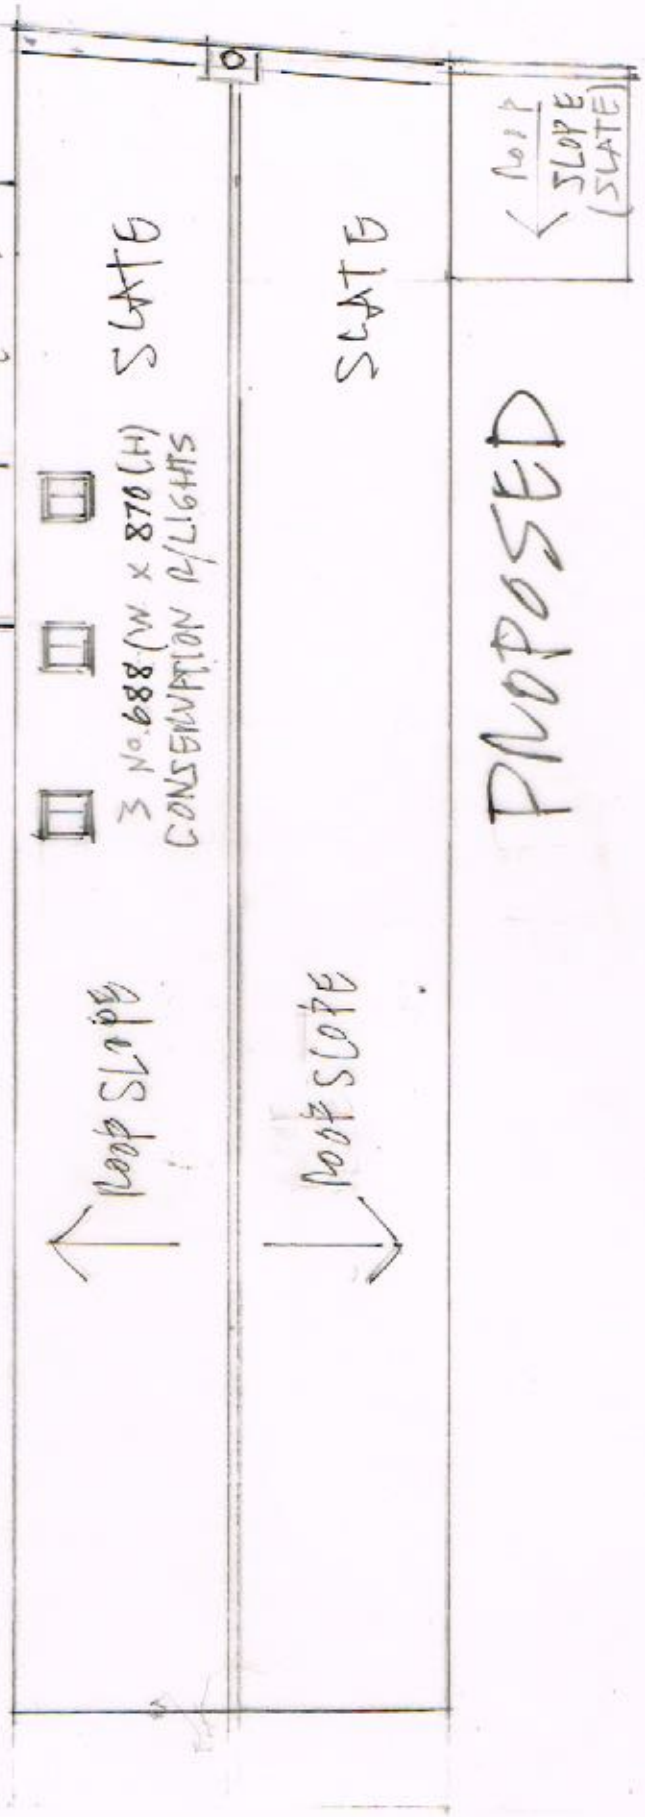 ROOF SLOPE
3 No. 688 (W X 870 (H)
CONSERVATION R/LIGHTS
SLATE
ROOF SLOPE
SLATE
ROOF
SLOPE
(SLATE)
PROPOSED